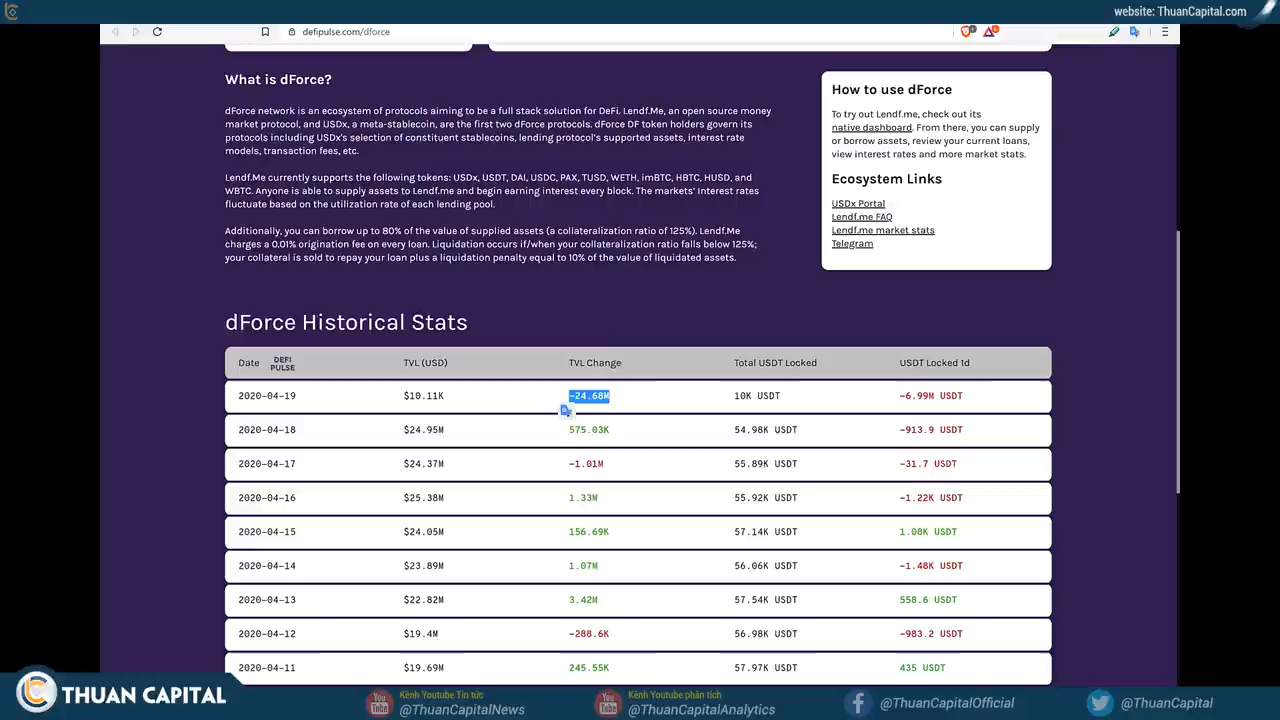 website: ThuanCapital.com
defipulse.com/dforce
What is dForce?
dForce network is an ecosystem of protocols aiming to be a full stack solution for DeFi. Lendf.Me, an open source money
market protocol, and USDx, a meta-stablecoin, are the first two dForce protocols. dForce DF token holders govern its
protocols including USDx's selection of constituent stablecoins, lending protocol's supported assets, interest rate
models, transaction fees, etc.
Lendf.Me currently supports the following tokens: USDx, USDT, DAI, USDC, PAX, TUSD, WETH, imBTC, HBTC, HUSD, and
WBTC. Anyone is able to supply assets to Lendf.me and begin earning interest every block. The markets' Interest rates
fluctuate based on the utilization rate of each lending pool.
Additionally, you can borrow up to 80% of the value of supplied assets (a collateralization ratio of 125%). Lendf.Me
charges a 0.01% origination fee on every loan. Liquidation occurs if/when your collateralization ratio falls below 125%;
your collateral is sold to repay your loan plus a liquidation penalty equal to 10% of the value of liquidated assets.
How to use dForce
To try out Lendf.me, check out its
native dashboard. From there, you can supply
or borrow assets, review your current loans,
view interest rates and more market stats.
Ecosystem Links
USDx Portal
Lendf.me FAQ
Lendf.me market stats
Telegram
dForce Historical Stats
Date DEFI PULSE TVL (USD) TVL Change Total USDT Locked USDT Locked 1d
2020-04-19 $10.11K -24.68M 10K USDT -6.99M USDT
2020-04-18 $24.95M 575.03K 54.98K USDT -913.9 USDT
2020-04-17 $24.37M -1.01M 55.89K USDT -31.7 USDT
2020-04-16 $25.38M 1.33M 55.92K USDT -1.22K USDT
2020-04-15 $24.05M 156.69K 57.14K USDT 1.08K USDT
2020-04-14 $23.89M 1.07M 56.06K USDT -1.48K USDT
2020-04-13 $22.82M 3.42M 57.54K USDT 558.6 USDT
2020-04-12 $19.4M -288.6K 56.98K USDT -983.2 USDT
2020-04-11 $19.69M 245.55K 57.97K USDT 435 USDT
THUAN CAPITAL
You Tube
Kênh Youtube Tin tức
@ThuanCapitalNews
You Tube
Kênh Youtube phân tích
@ThuanCapitalAnalytics
@ThuanCapitalOfficial
@ThuanCapital